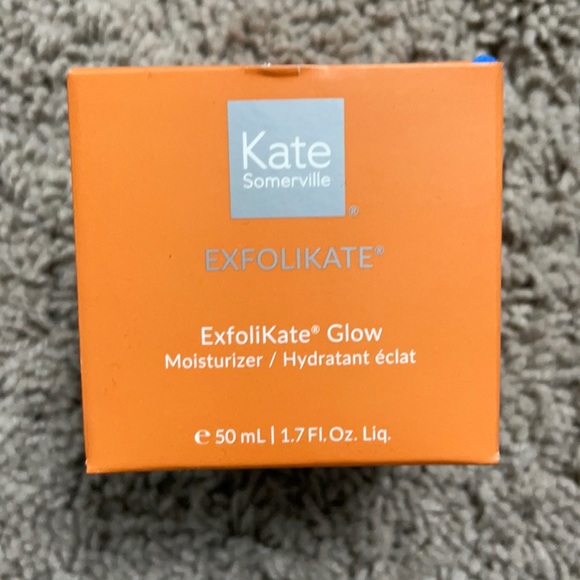 Kate
Somerville
®
EXFOLIKATE®
ExfoliKate® Glow
Moisturizer / Hydratant éclat
℮ 50 mL | 1.7 Fl. Oz. Liq.